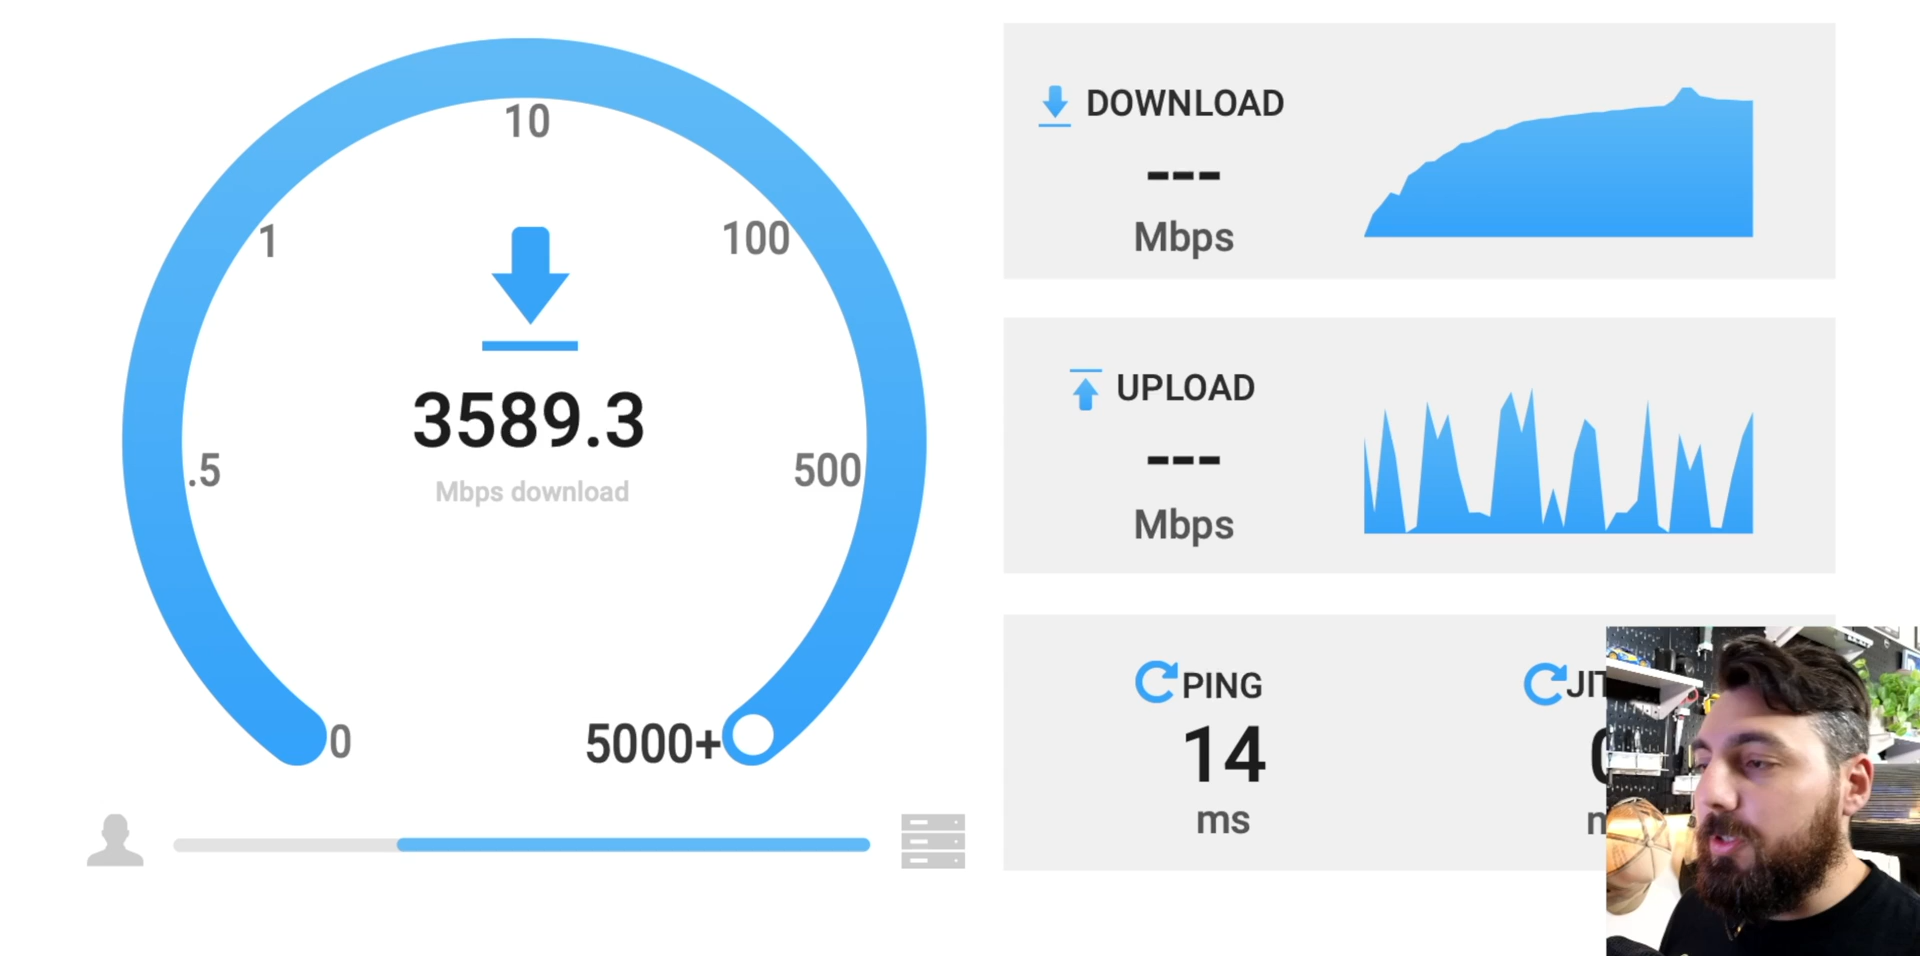 10
1
100
3589.3
.5
500
Mbps download
0
5000+
DOWNLOAD
---
Mbps
UPLOAD
---
Mbps
PING
14
ms